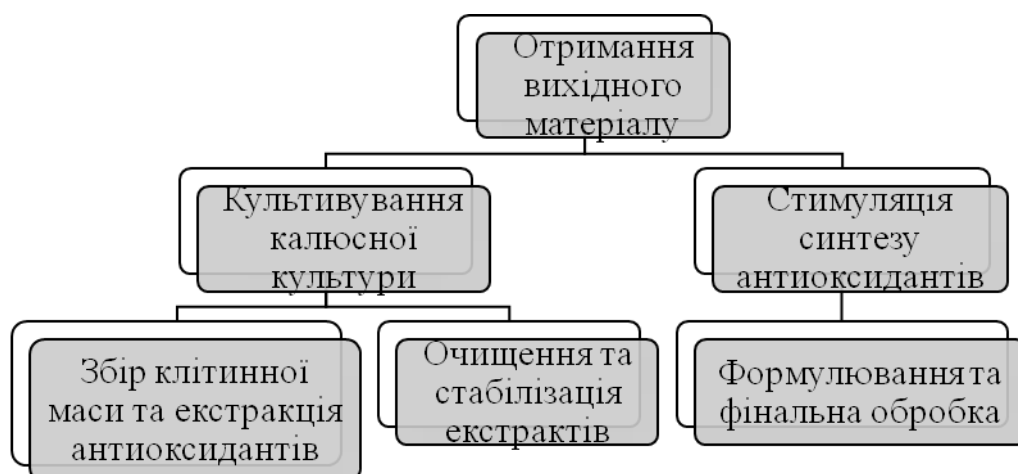 Отримання
вихідного
матеріалу
Культивування
калюсної
культури
Стимуляція
синтезу
антиоксидантів
Збір клітинної
маси та екстракція
антиоксидантів
Очищення та
стабілізація
екстрактів
Формулювання та
фінальна обробка